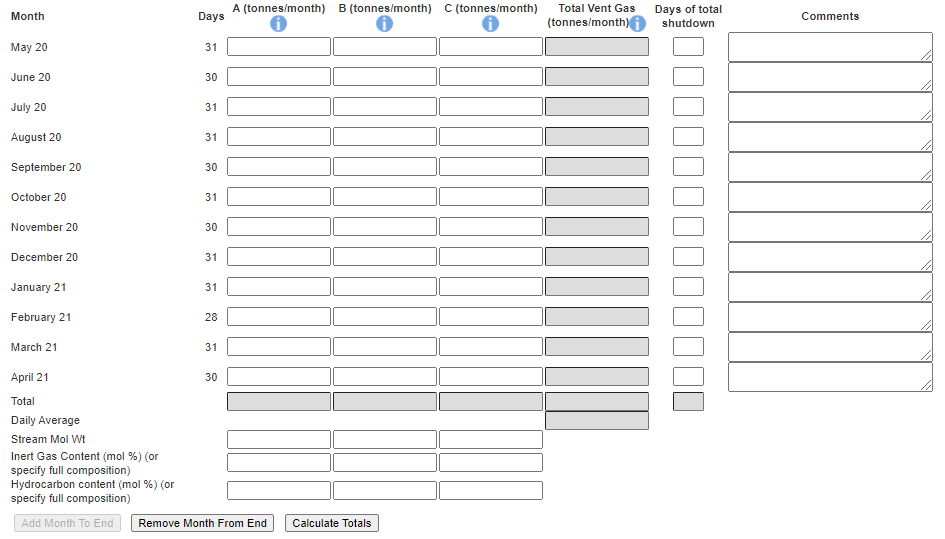 Month Days A (tonnes/month) B (tonnes/month) C (tonnes/month) Total Vent Gas (tonnes/month) Days of total shutdown Comments
May 20 31
June 20 30
July 20 31
August 20 31
September 20 30
October 20 31
November 20 30
December 20 31
January 21 31
February 21 28
March 21 31
April 21 30
Total
Daily Average
Stream Mol Wt
Inert Gas Content (mol %) (or
specify full composition)
Hydrocarbon content (mol %) (or
specify full composition)
Add Month To End Remove Month From End Calculate Totals